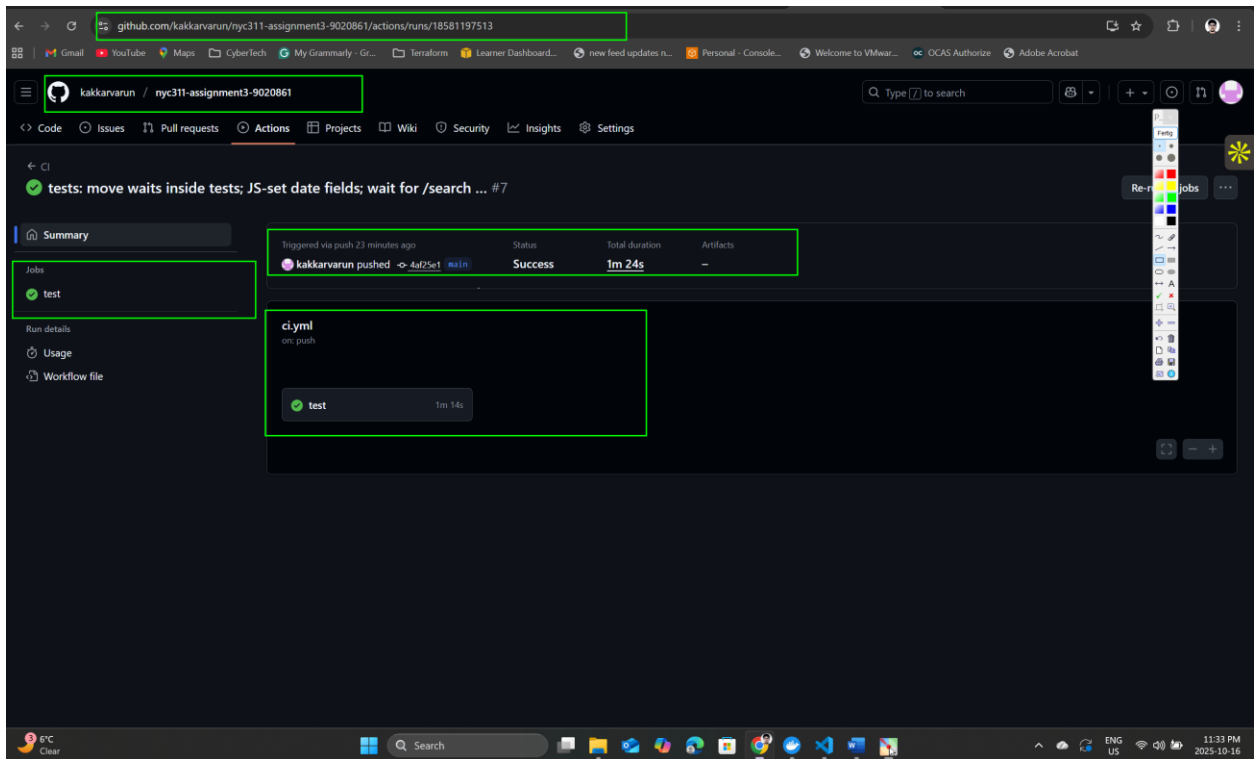 github.com/kakkarvarun/nyc311-assignment3-9020861/actions/runs/18581197513
Gmail YouTube Maps CyberTech My Grammarly - Gr... Terraform Learner Dashboard... new feed updates n... Personal - Console... Welcome to VMwar... OCAS Authorize Adobe Acrobat
kakkarvarun / nyc311-assignment3-9020861
Type / to search
Code Issues Pull requests Actions Projects Wiki Security Insights Settings
Fertig
← CI
tests: move waits inside tests; JS-set date fields; wait for /search ... #7
jobs
Summary
Triggered via push 23 minutes ago Status Total duration Artifacts
kakkarvarun pushed 4af25e1 main Success 1m 24s –
Jobs
test
Run details
Usage
Workflow file
ci.yml
on: push
test 1m 14s
3
6°C
Clear
Search
ENG
US
11:33 PM
2025-10-16